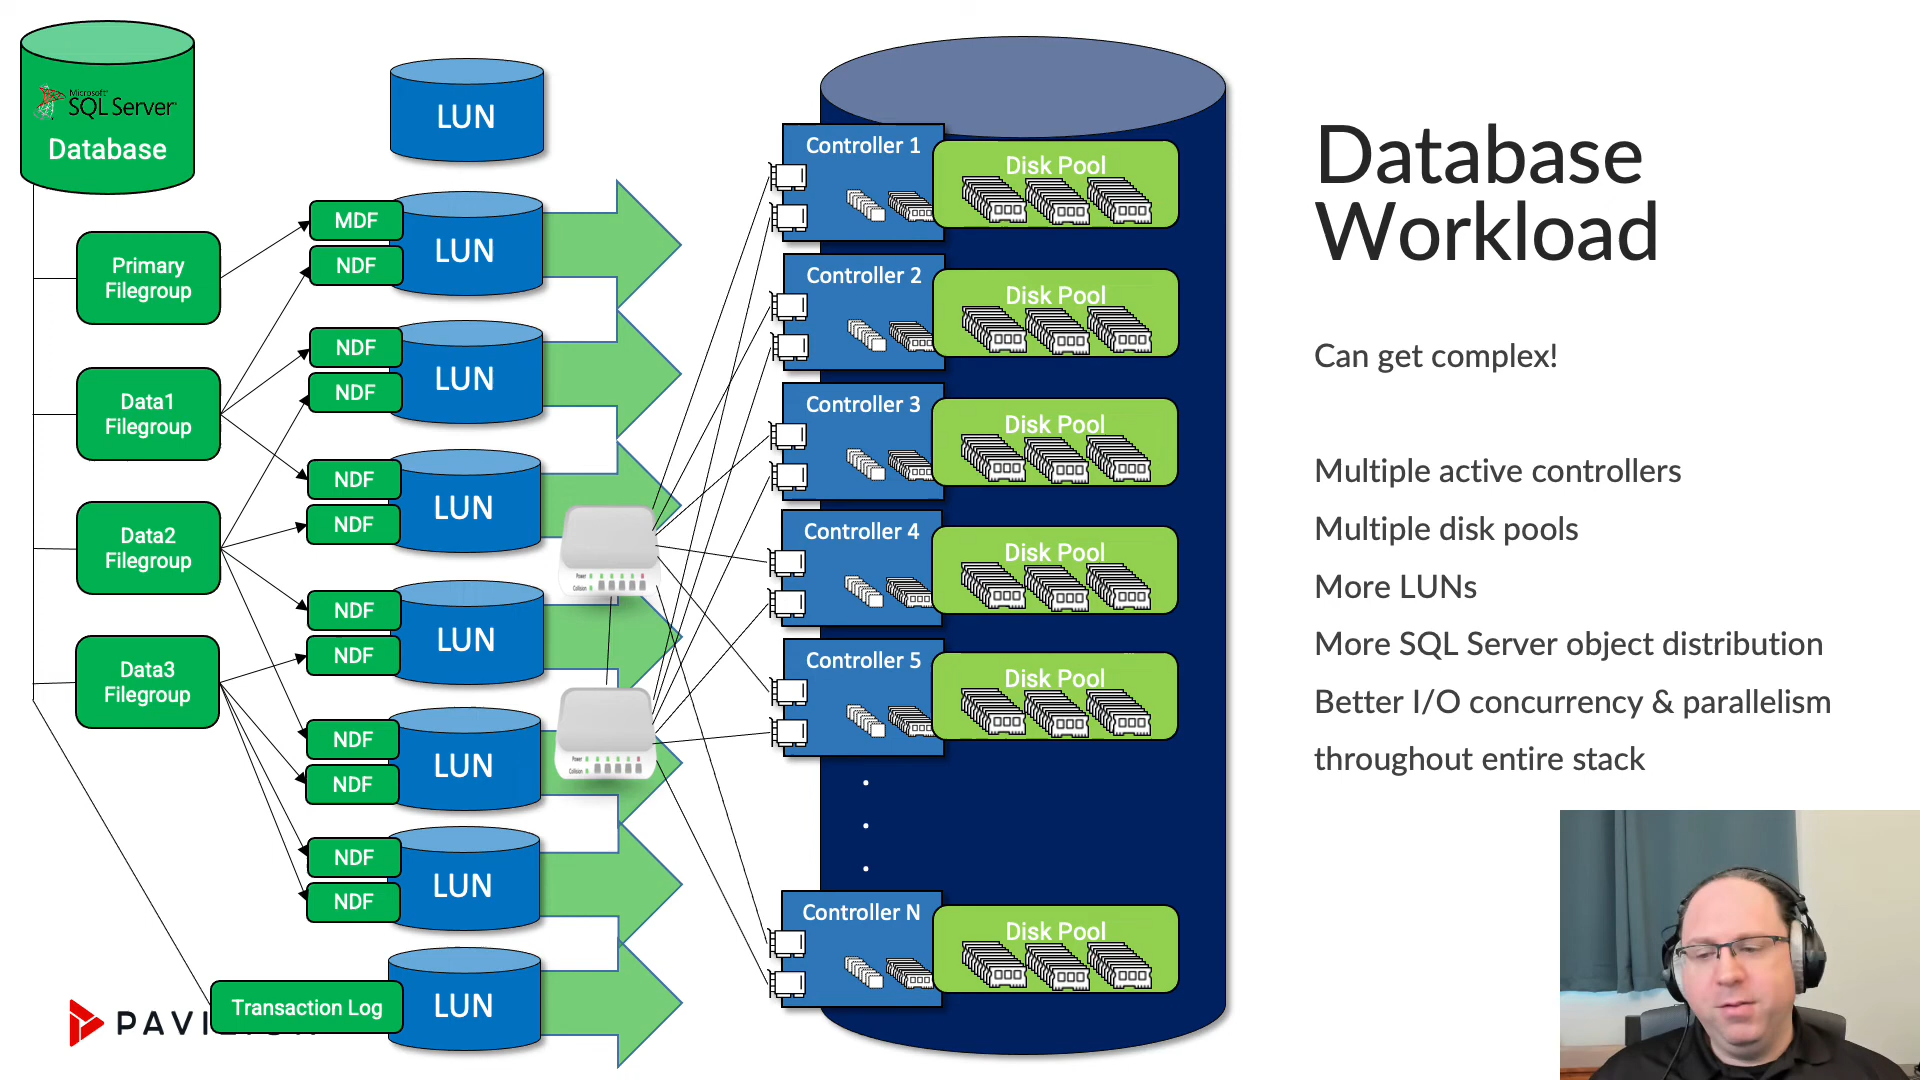 Microsoft
SQL Server
Database
Primary
Filegroup
Data1
Filegroup
Data2
Filegroup
Data3
Filegroup
Transaction Log
MDF
NDF
NDF
NDF
NDF
NDF
NDF
NDF
NDF
NDF
NDF
NDF
LUN
LUN
LUN
LUN
LUN
LUN
LUN
LUN
Power
Collision
Power
Collision
Controller 1
Disk Pool
Controller 2
Disk Pool
Controller 3
Disk Pool
Controller 4
Disk Pool
Controller 5
Disk Pool
Controller N
Disk Pool
Database
Workload
Can get complex!
Multiple active controllers
Multiple disk pools
More LUNs
More SQL Server object distribution
Better I/O concurrency & parallelism
throughout entire stack